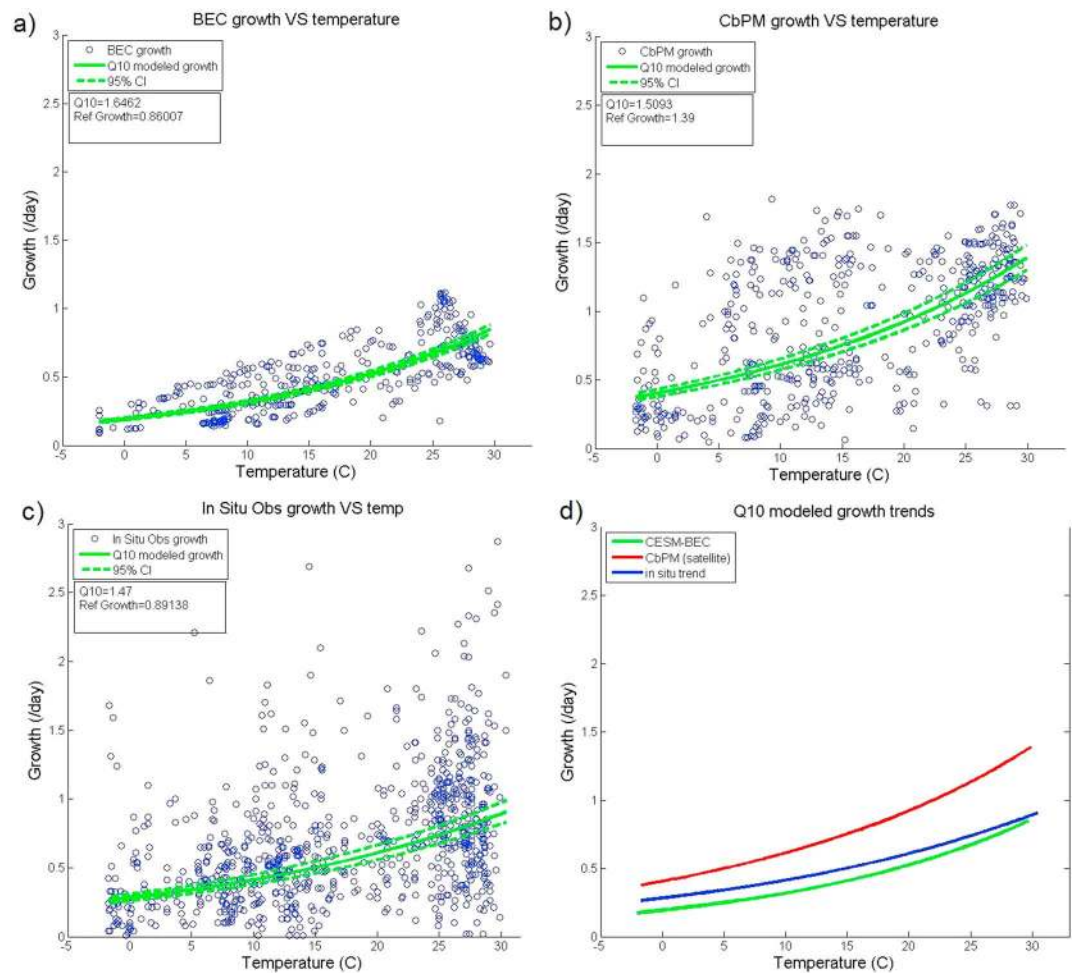 a)
BEC growth VS temperature
BEC growth
Q10 modeled growth
95% CI
Q10=1.6462
Ref Growth=0.86007
3
2.5
2
1.5
1
0.5
0
Growth (/day)
-5 0 5 10 15 20 25 30
Temperature (C)
b)
CbPM growth VS temperature
CbPM growth
Q10 modeled growth
95% CI
Q10=1.5093
Ref Growth=1.39
3
2.5
2
1.5
1
0.5
0
Growth (/day)
-5 0 5 10 15 20 25 30
Temperature (C)
c)
In Situ Obs growth VS temp
In Situ Obs growth
Q10 modeled growth
95% CI
Q10=1.47
Ref Growth=0.89138
3
2.5
2
1.5
1
0.5
0
Growth (/day)
-5 0 5 10 15 20 25 30
Temperature (C)
d)
Q10 modeled growth trends
CESM-BEC
CbPM (satellite)
in situ trend
3
2.5
2
1.5
1
0.5
0
Growth (/day)
-5 0 5 10 15 20 25 30
Temperature (C)